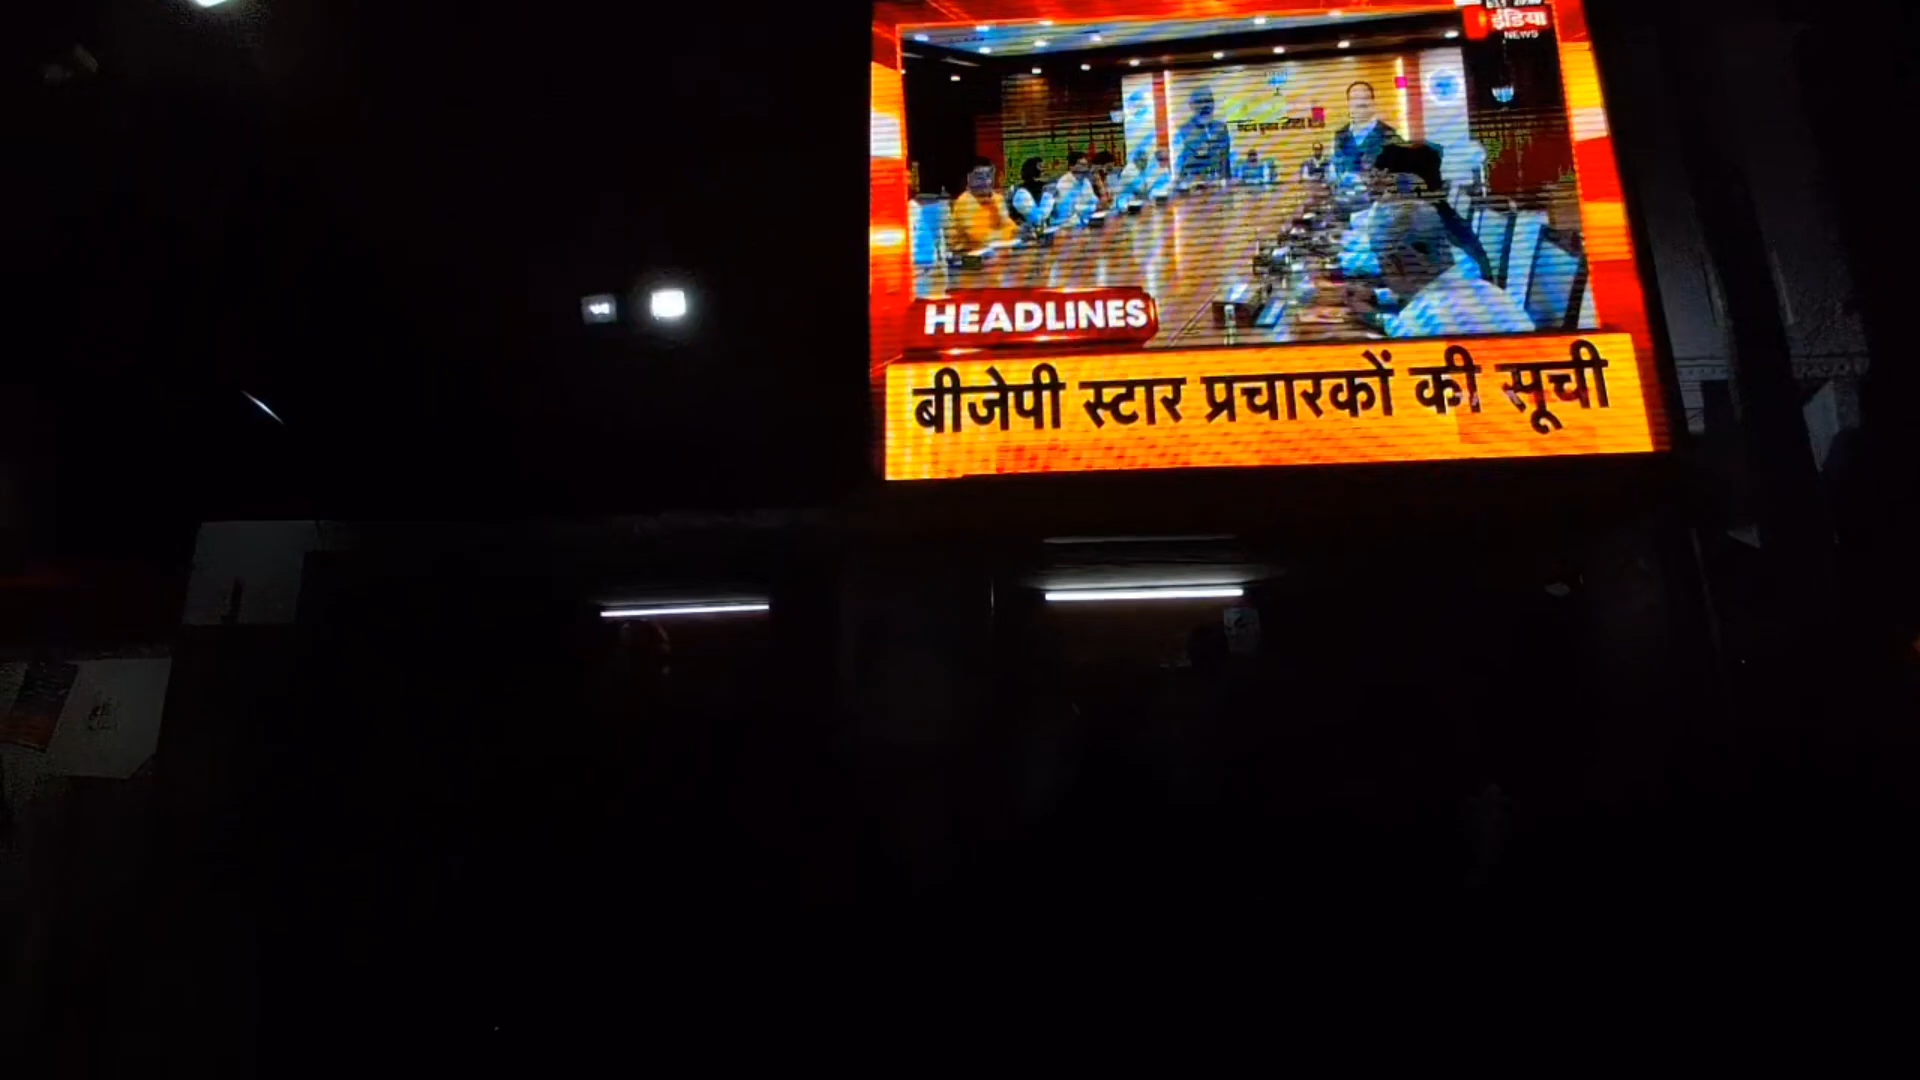 इंडिया
NEWS
HEADLINES
बीजेपी स्टार प्रचारकों की सूची